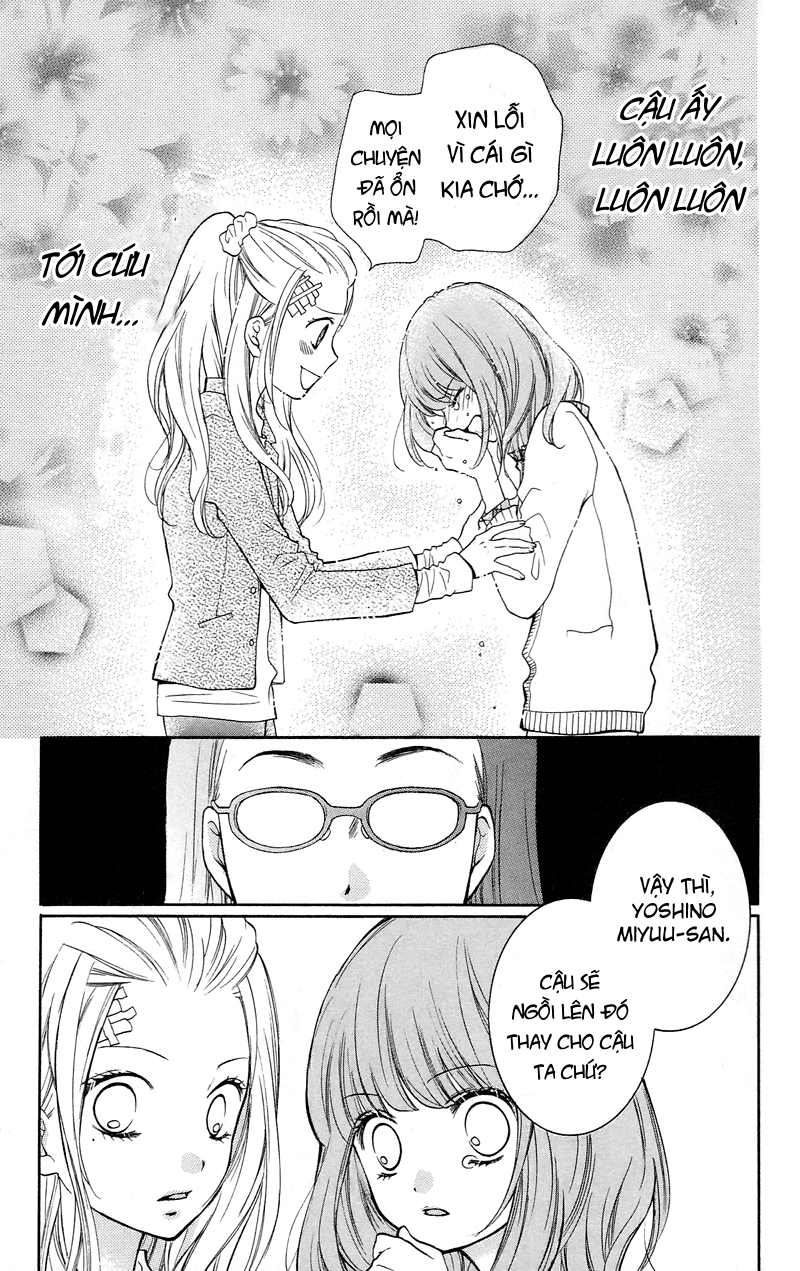 CẬU ẤY
LUÔN LUÔN,
LUÔN LUÔN
XIN LỖI
VÌ CÁI GÌ
KIA CHỚ...
MỌI
CHUYỆN
ĐÃ ỔN
RỒI MÀ!
TỚI CỨU
MÌNH...
VẬY THÌ,
YOSHINO
MIYUU-SAN.
CẬU SẼ
NGỒI LÊN ĐÓ
THAY CHO CẬU
TA CHỨ?